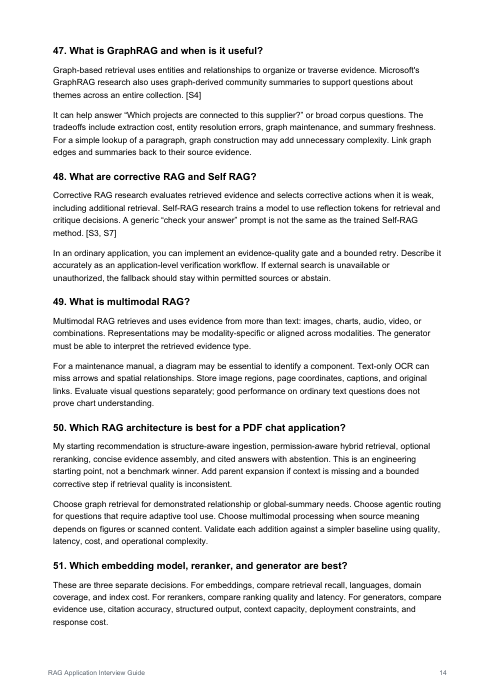 47. What is GraphRAG and when is it useful?
Graph-based retrieval uses entities and relationships to organize or traverse evidence. Microsoft's
GraphRAG research also uses graph-derived community summaries to support questions about
themes across an entire collection. [S4]
It can help answer “Which projects are connected to this supplier?” or broad corpus questions. The
tradeoffs include extraction cost, entity resolution errors, graph maintenance, and summary freshness.
For a simple lookup of a paragraph, graph construction may add unnecessary complexity. Link graph
edges and summaries back to their source evidence.
48. What are corrective RAG and Self RAG?
Corrective RAG research evaluates retrieved evidence and selects corrective actions when it is weak,
including additional retrieval. Self-RAG research trains a model to use reflection tokens for retrieval and
critique decisions. A generic “check your answer” prompt is not the same as the trained Self-RAG
method. [S3, S7]
In an ordinary application, you can implement an evidence-quality gate and a bounded retry. Describe it
accurately as an application-level verification workflow. If external search is unavailable or
unauthorized, the fallback should stay within permitted sources or abstain.
49. What is multimodal RAG?
Multimodal RAG retrieves and uses evidence from more than text: images, charts, audio, video, or
combinations. Representations may be modality-specific or aligned across modalities. The generator
must be able to interpret the retrieved evidence type.
For a maintenance manual, a diagram may be essential to identify a component. Text-only OCR can
miss arrows and spatial relationships. Store image regions, page coordinates, captions, and original
links. Evaluate visual questions separately; good performance on ordinary text questions does not
prove chart understanding.
50. Which RAG architecture is best for a PDF chat application?
My starting recommendation is structure-aware ingestion, permission-aware hybrid retrieval, optional
reranking, concise evidence assembly, and cited answers with abstention. This is an engineering
starting point, not a benchmark winner. Add parent expansion if context is missing and a bounded
corrective step if retrieval quality is inconsistent.
Choose graph retrieval for demonstrated relationship or global-summary needs. Choose agentic routing
for questions that require adaptive tool use. Choose multimodal processing when source meaning
depends on figures or scanned content. Validate each addition against a simpler baseline using quality,
latency, cost, and operational complexity.
51. Which embedding model, reranker, and generator are best?
These are three separate decisions. For embeddings, compare retrieval recall, languages, domain
coverage, and index cost. For rerankers, compare ranking quality and latency. For generators, compare
evidence use, citation accuracy, structured output, context capacity, deployment constraints, and
response cost.
RAG Application Interview Guide
14